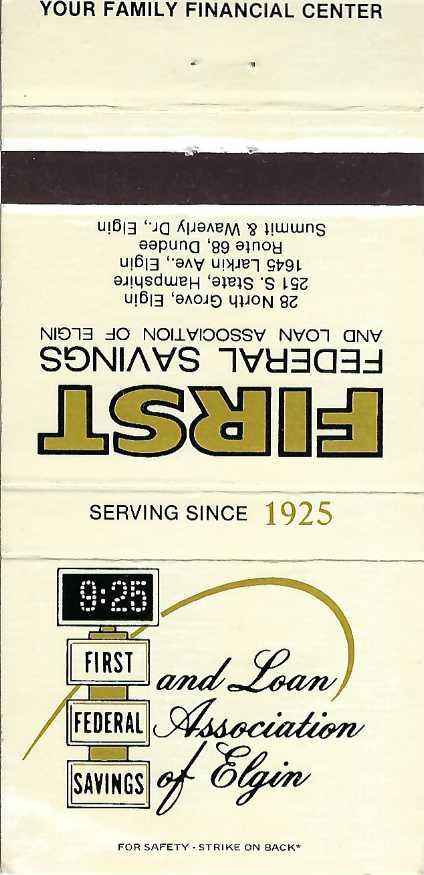 YOUR FAMILY FINANCIAL CENTER
FIRST
FEDERAL SAVINGS
AND LOAN ASSOCIATION OF ELGIN
28 North Grove, Elgin
251 S. State, Hampshire
1645 Larkin Ave., Elgin
Route 68, Dundee
Summit & Waverly Dr., Elgin
SERVING SINCE 1925
9:25
FIRST
FEDERAL
SAVINGS
and Loan
Association
of Elgin
FOR SAFETY - STRIKE ON BACK*